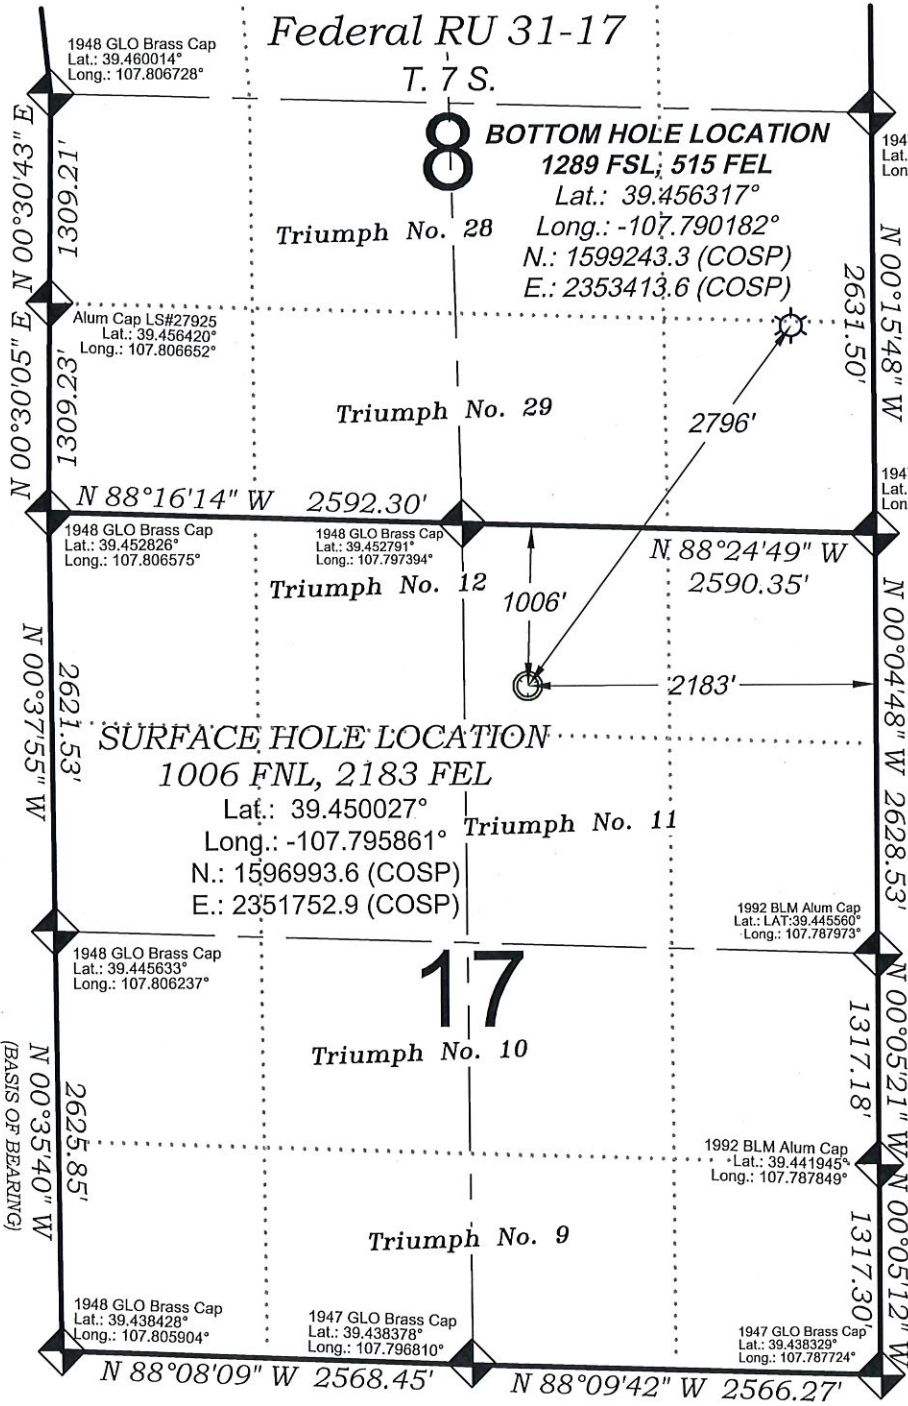 Federal RU 31-17
T. 7 S.
1948 GLO Brass Cap
Lat.: 39.460014°
Long.: 107.806728°
8
BOTTOM HOLE LOCATION
1289 FSL, 515 FEL
Lat.: 39.456317°
Long.: -107.790182°
N.: 1599243.3 (COSP)
E.: 2353413.6 (COSP)
194
Lat.
Lon
N 00°30'43" E
1309.21'
Triumph No. 28
N 00°15'48" W
2631.50'
Alum Cap LS#27925
Lat.: 39.456420°
Long.: 107.806652°
N 00°30'05" E
1309.23'
Triumph No. 29
2796'
194
Lat.
Lon
N 88°16'14" W 2592.30'
1948 GLO Brass Cap
Lat.: 39.452826°
Long.: 107.806575°
1948 GLO Brass Cap
Lat.: 39.452791°
Long.: 107.797394°
N 88°24'49" W
2590.35'
Triumph No. 12
1006'
2183'
N 00°37'55" W
2621.53'
N 00°04'48" W 2628.53'
SURFACE HOLE LOCATION
1006 FNL, 2183 FEL
Lat.: 39.450027°
Long.: -107.795861°
N.: 1596993.6 (COSP)
E.: 2351752.9 (COSP)
Triumph No. 11
1992 BLM Alum Cap
Lat.: LAT:39.445560°
Long.: 107.787973°
1948 GLO Brass Cap
Lat.: 39.445633°
Long.: 107.806237°
17
N 00°05'21" W
1317.18'
Triumph No. 10
N 00°35'40" W
(BASIS OF BEARING)
2625.85'
1992 BLM Alum Cap
Lat.: 39.441945°
Long.: 107.787849°
N 00°05'12" W
1317.30'
Triumph No. 9
1948 GLO Brass Cap
Lat.: 39.438428°
Long.: 107.805904°
1947 GLO Brass Cap
Lat.: 39.438378°
Long.: 107.796810°
1947 GLO Brass Cap
Lat.: 39.438329°
Long.: 107.787724°
N 88°08'09" W 2568.45'
N 88°09'42" W 2566.27'